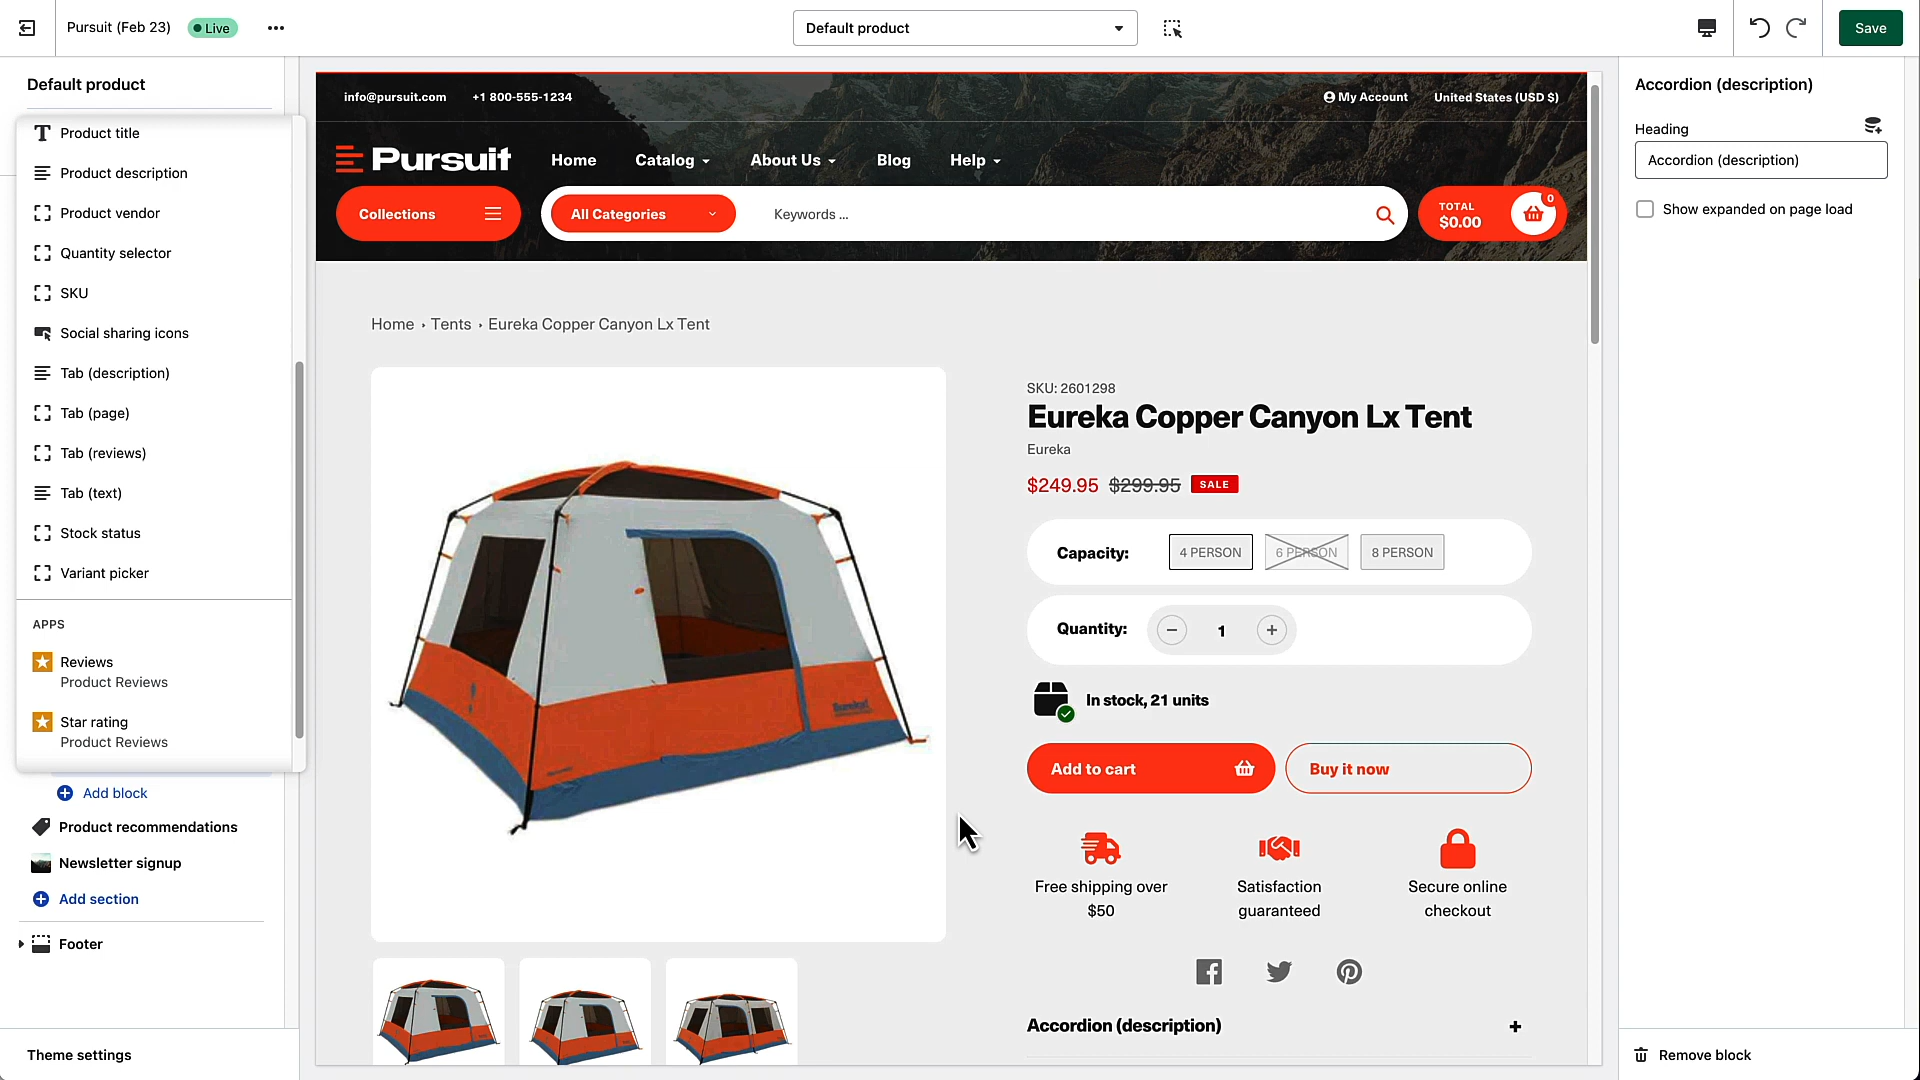 Pursuit (Feb 23)
Live
Default product
Save
Default product
Product title
Product description
Product vendor
Quantity selector
SKU
Social sharing icons
Tab (description)
Tab (page)
Tab (reviews)
Tab (text)
Stock status
Variant picker
APPS
Reviews
Product Reviews
Star rating
Product Reviews
Add block
Product recommendations
Newsletter signup
Add section
Footer
Theme settings
info@pursuit.com +1 800-555-1234
My Account United States (USD $)
Pursuit
Home Catalog About Us Blog Help
Collections
All Categories
Keywords ...
TOTAL
$0.00
0
Home › Tents › Eureka Copper Canyon Lx Tent
Eureka!
SKU: 2601298
Eureka Copper Canyon Lx Tent
Eureka
$249.95 $299.95 SALE
Capacity: 4 PERSON 6 PERSON 8 PERSON
Quantity: − 1 +
In stock, 21 units
Add to cart
Buy it now
Free shipping over
$50
Satisfaction
guaranteed
Secure online
checkout
Accordion (description) +
Accordion (description)
Heading
Accordion (description)
Show expanded on page load
Remove block